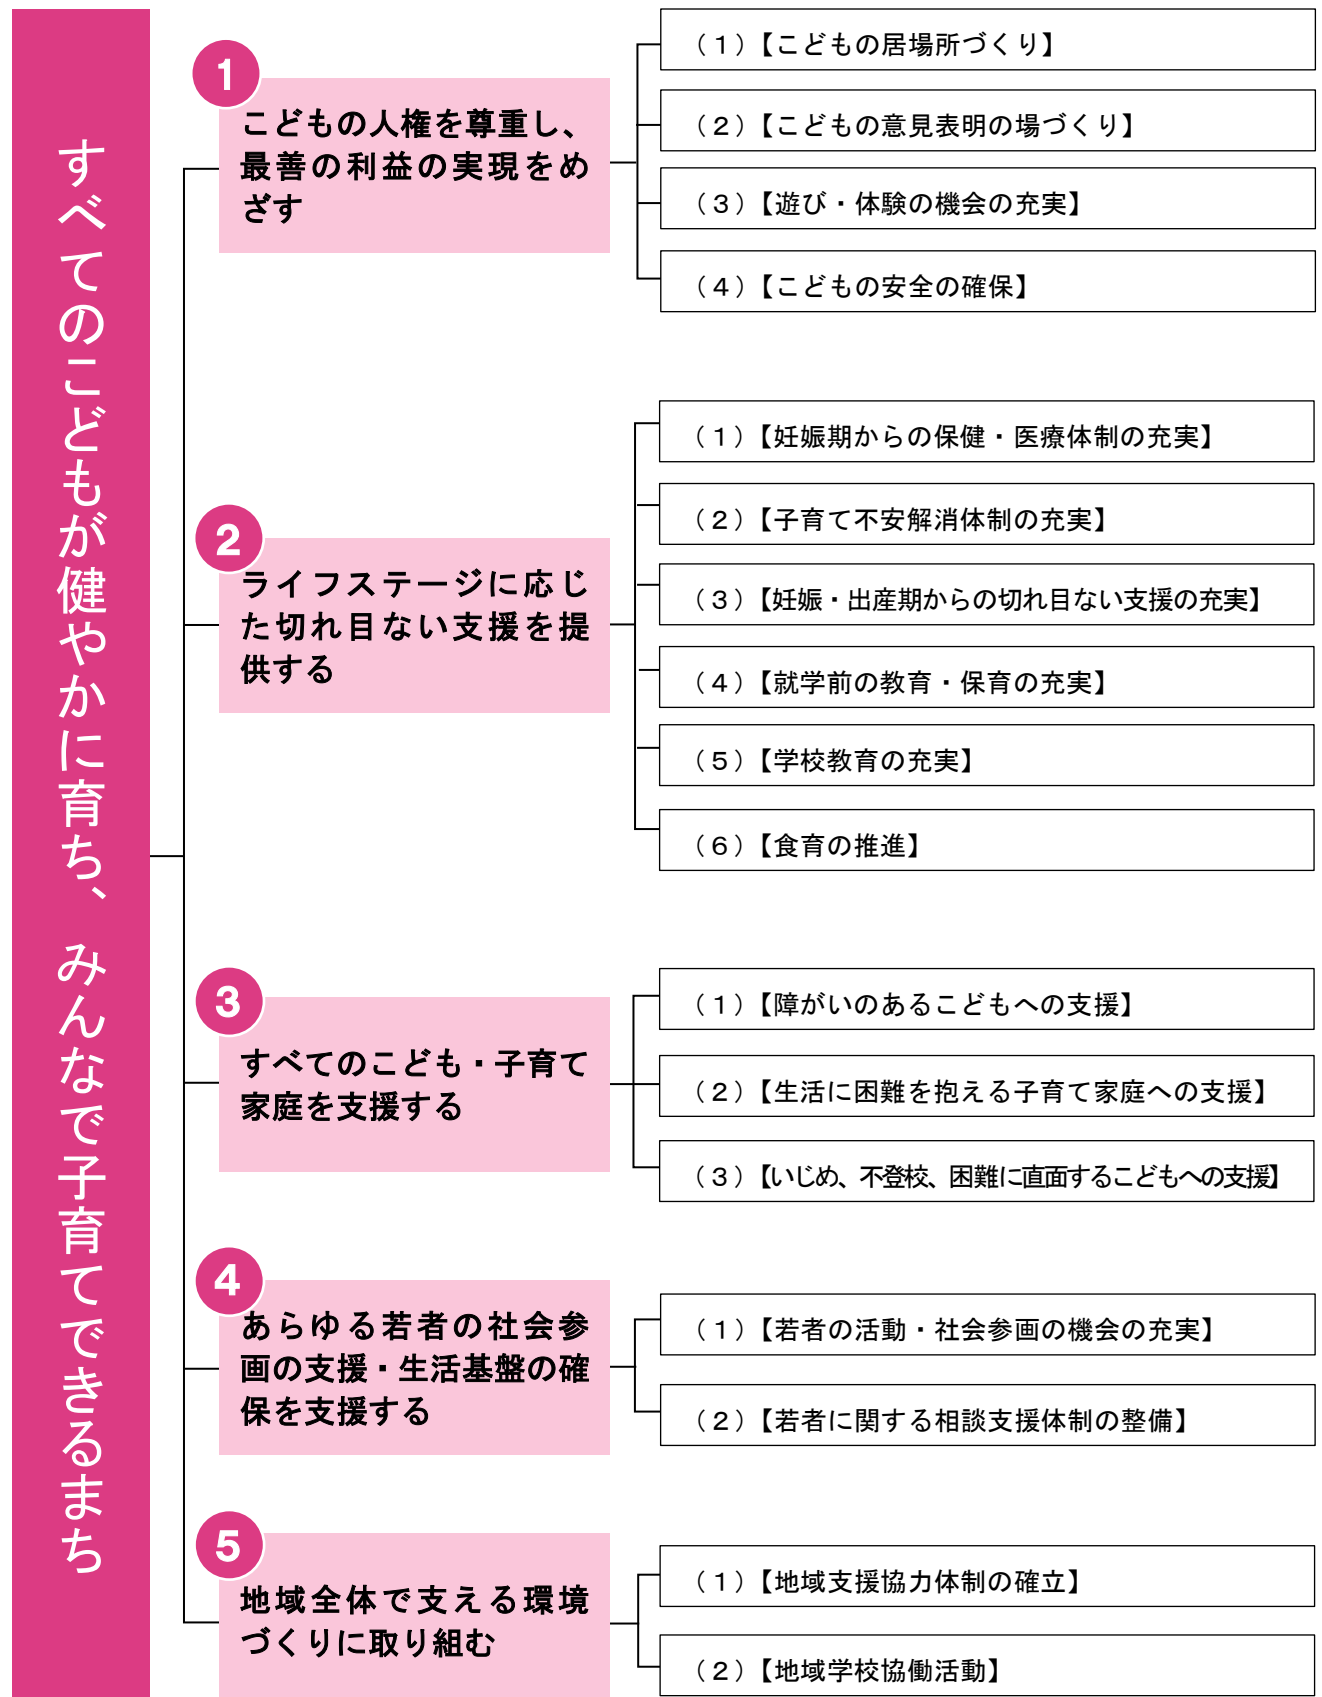 すべてのこどもが健やかに育ち、みんなで子育てできるまち
1
こどもの人権を尊重し、
最善の利益の実現をめ
ざす
（1）【こどもの居場所づくり】
（2）【こどもの意見表明の場づくり】
（3）【遊び・体験の機会の充実】
（4）【こどもの安全の確保】
2
ライフステージに応じ
た切れ目ない支援を提
供する
（1）【妊娠期からの保健・医療体制の充実】
（2）【子育て不安解消体制の充実】
（3）【妊娠・出産期からの切れ目ない支援の充実】
（4）【就学前の教育・保育の充実】
（5）【学校教育の充実】
（6）【食育の推進】
3
すべてのこども・子育て
家庭を支援する
（1）【障がいのあるこどもへの支援】
（2）【生活に困難を抱える子育て家庭への支援】
（3）【いじめ、不登校、困難に直面するこどもへの支援】
4
あらゆる若者の社会参
画の支援・生活基盤の確
保を支援する
（1）【若者の活動・社会参画の機会の充実】
（2）【若者に関する相談支援体制の整備】
5
地域全体で支える環境
づくりに取り組む
（1）【地域支援協力体制の確立】
（2）【地域学校協働活動】